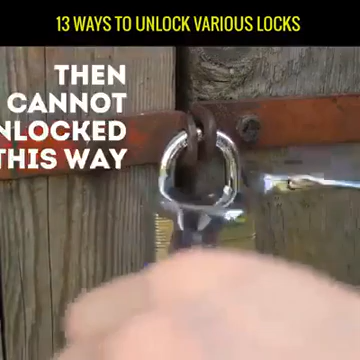 13 WAYS TO UNLOCK VARIOUS LOCKS
THEN
CANNOT
NLOCKED
THIS WAY